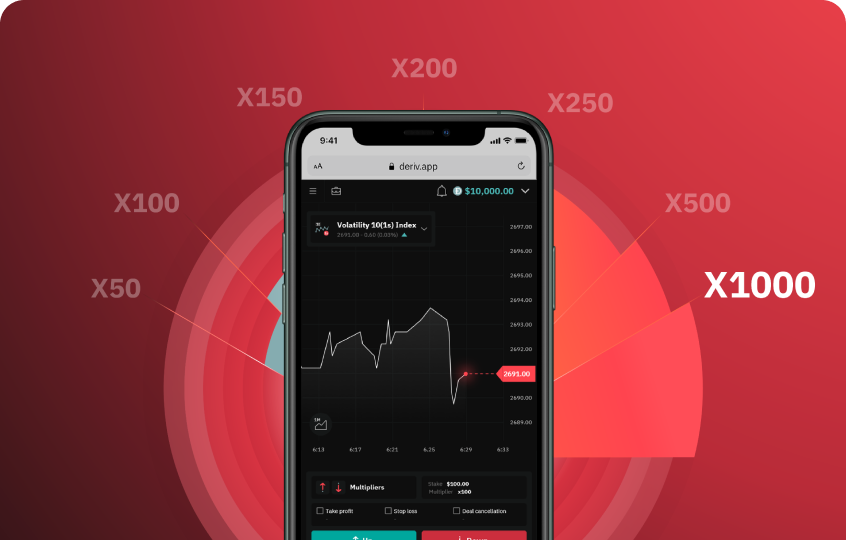 X200
X150
X250
X100
X500
X50
X1000
9:41
AA
deriv.app
$10,000.00
Volatility 10(1s) Index
2691.00 - 0.60 (0.03%)
2697.00
2696.00
2695.00
2694.00
2693.00
2692.00
2691.00
2690.00
2689.00
6:13 6:17 6:21 6.25 6:29 6:33
Multipliers
Stake $100.00
Multiplier x100
Take profit Stop loss Deal cancellation
Up Down